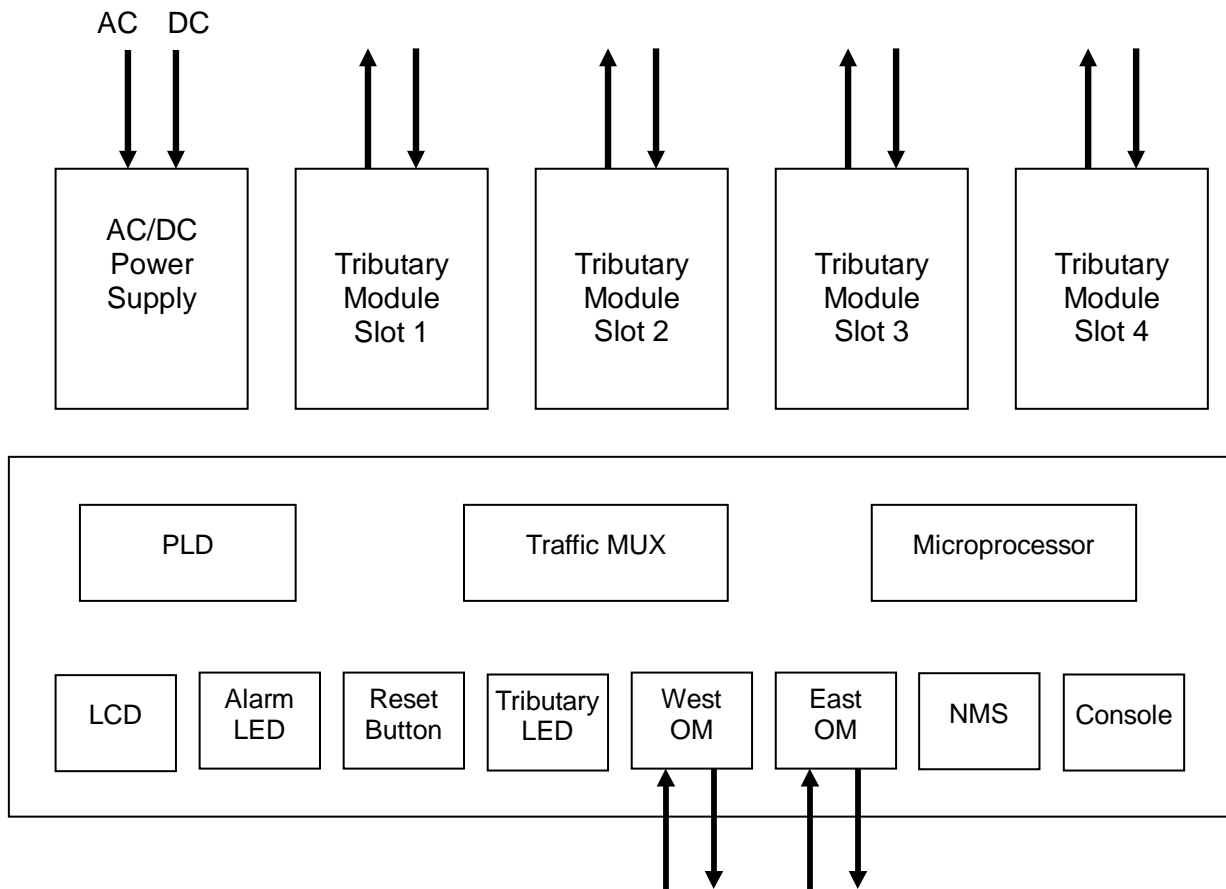 AC DC
AC/DC
Power
Supply
Tributary
Module
Slot 1
Tributary
Module
Slot 2
Tributary
Module
Slot 3
Tributary
Module
Slot 4
PLD
Traffic MUX
Microprocessor
LCD
Alarm
LED
Reset
Button
Tributary
LED
West
OM
East
OM
NMS
Console